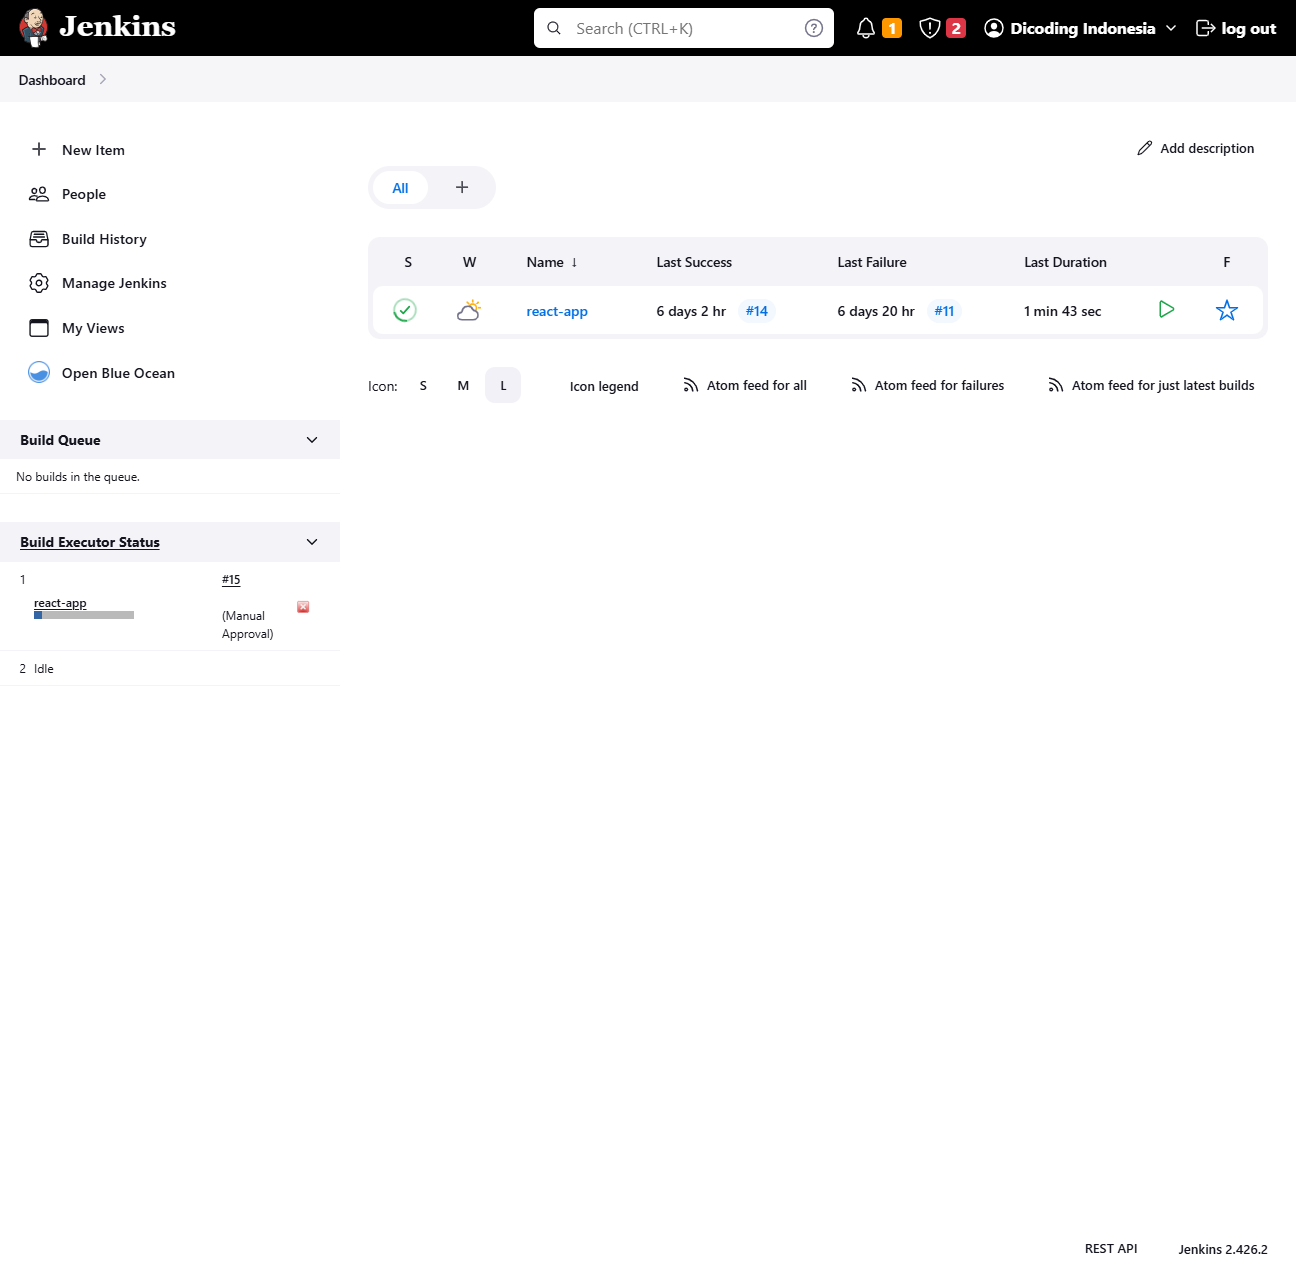 Jenkins
Search (CTRL+K)
1
2
Dicoding Indonesia
log out
Dashboard
New Item
People
Build History
Manage Jenkins
My Views
Open Blue Ocean
Build Queue
No builds in the queue.
Build Executor Status
1
react-app
#15
(Manual
Approval)
2 Idle
Add description
All
S W Name ↓ Last Success Last Failure Last Duration F
react-app 6 days 2 hr #14 6 days 20 hr #11 1 min 43 sec
Icon: S M L Icon legend Atom feed for all Atom feed for failures Atom feed for just latest builds
REST API Jenkins 2.426.2